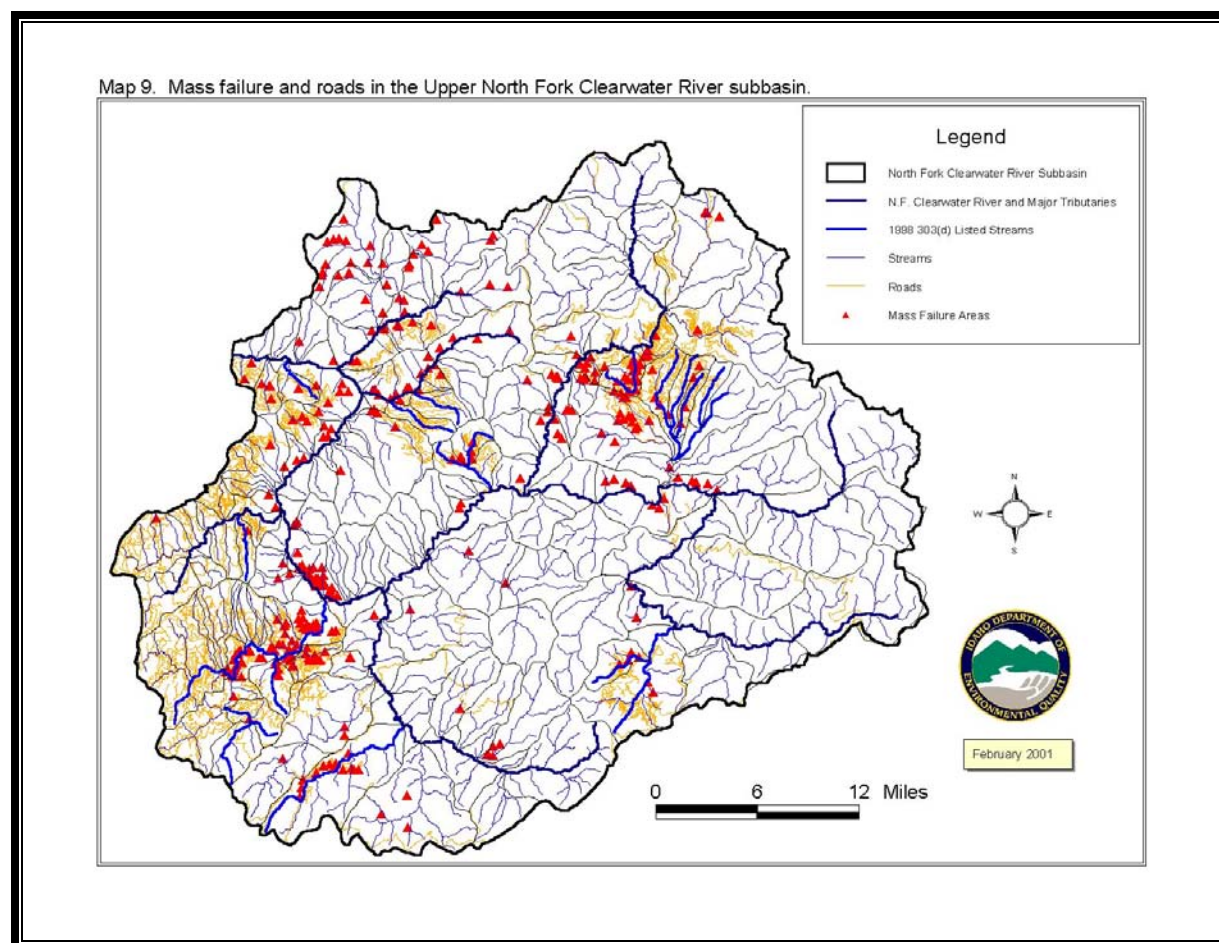 Map 9. Mass failure and roads in the Upper North Fork Clearwater River subbasin.
Legend
North Fork Clearwater River Subbasin
N.F. Clearwater River and Major Tributaries
1998 303(d) Listed Streams
Streams
Roads
Mass Failure Areas
N
W
E
S
IDAHO DEPARTMENT OF
ENVIRONMENTAL QUALITY
February 2001
0 6 12 Miles